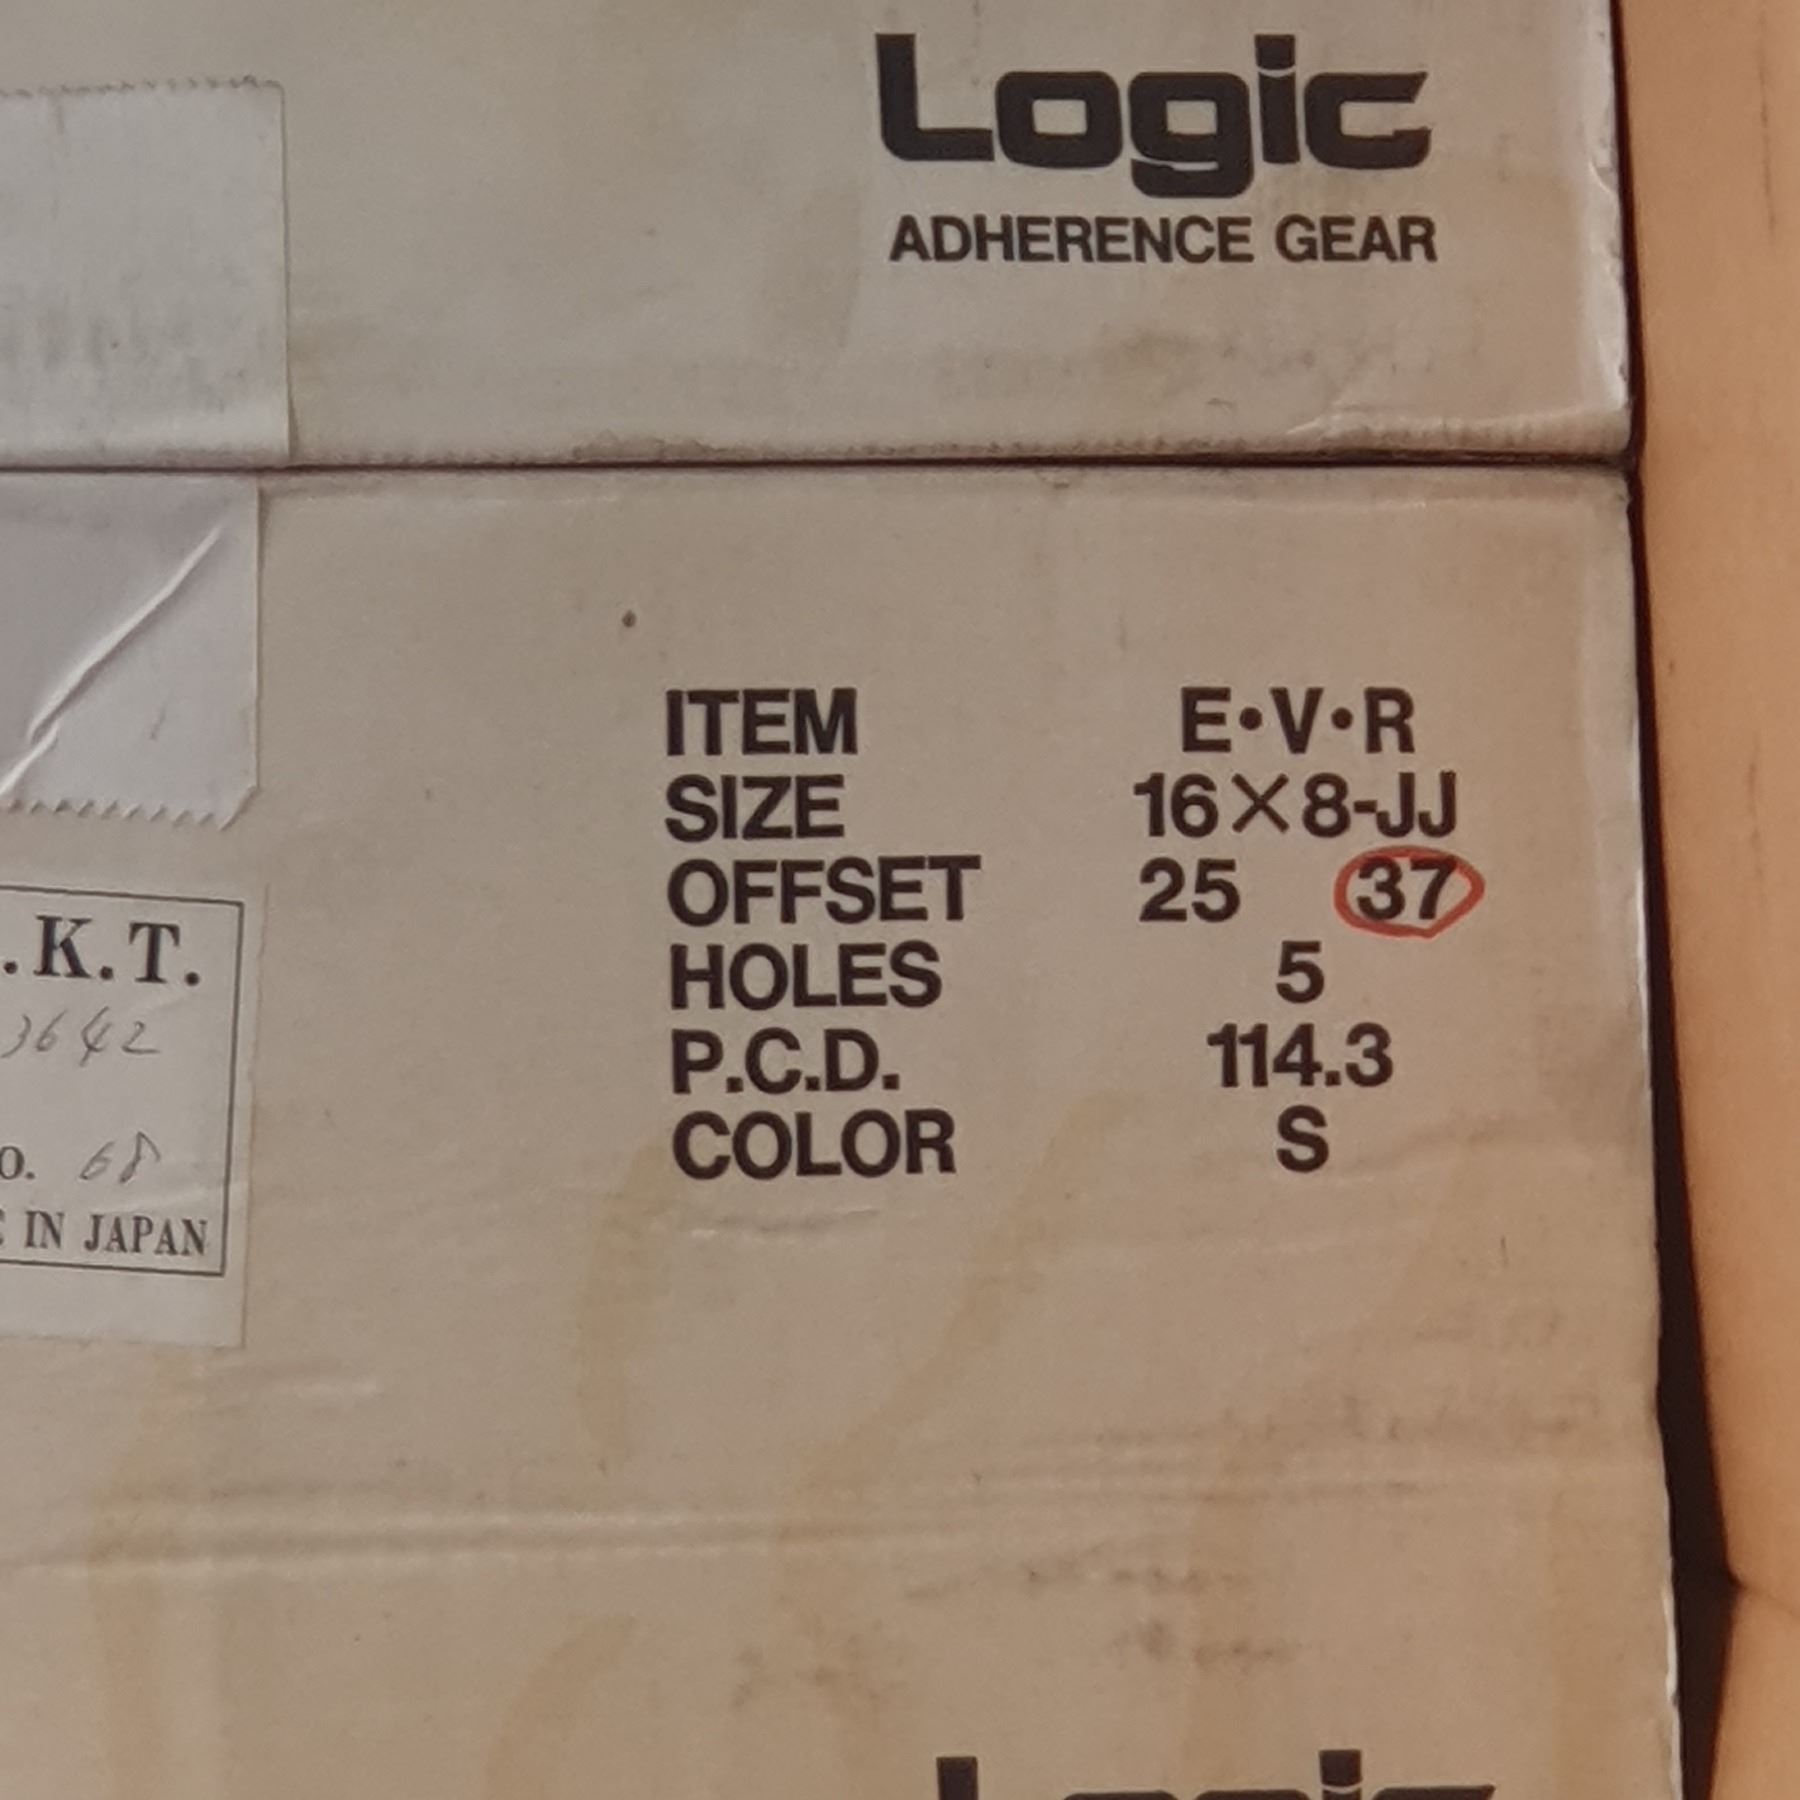 Logic
ADHERENCE GEAR
ITEM E•V•R
SIZE 16×8-JJ
OFFSET 25 37
HOLES 5
P.C.D. 114.3
COLOR S
.K.T.
3642
o. 68
IN JAPAN
Logic